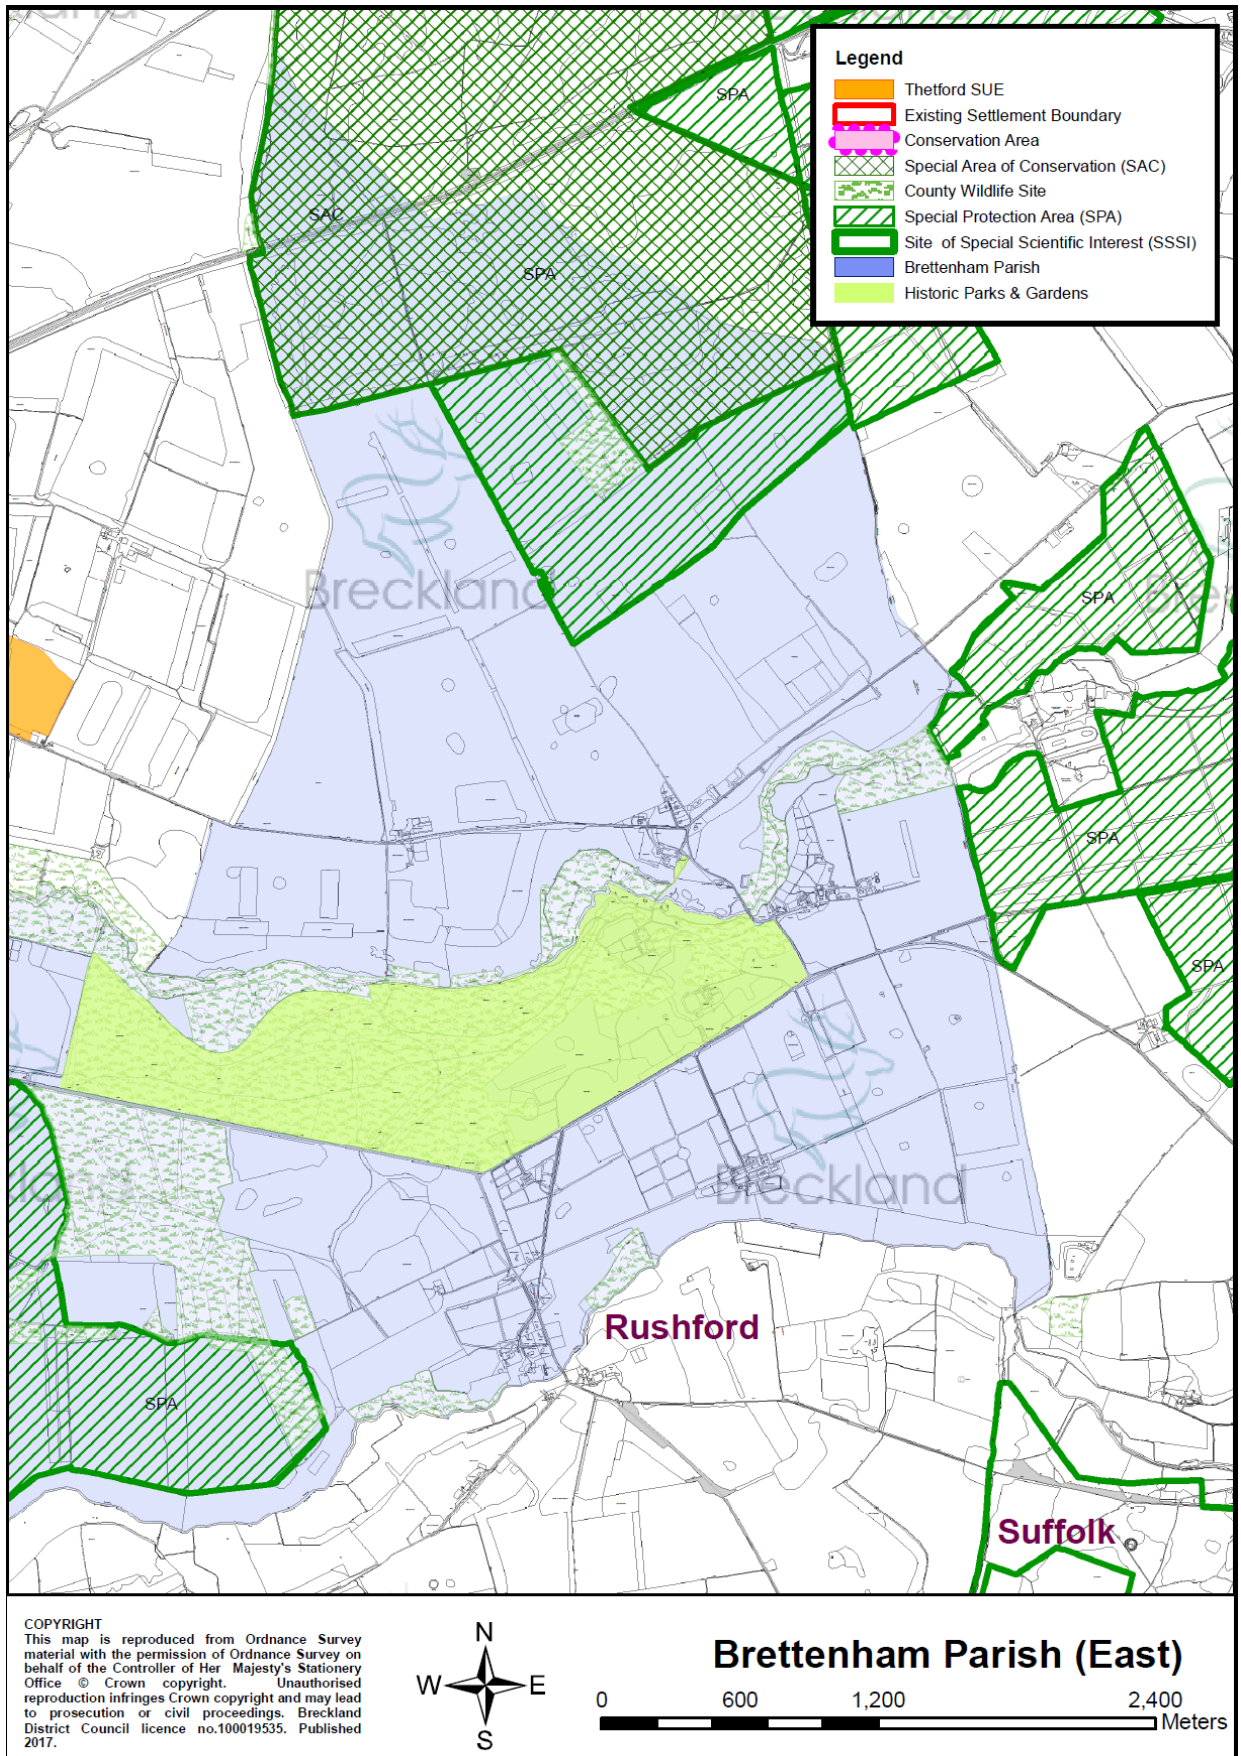 SPA
Legend
Thetford SUE
Existing Settlement Boundary
Conservation Area
Special Area of Conservation (SAC)
County Wildlife Site
Special Protection Area (SPA)
Site of Special Scientific Interest (SSSI)
Brettenham Parish
Historic Parks & Gardens
SAC
SPA
Breckland
SPA
SPA
SPA
Breckland
Rushford
SPA
Suffolk
COPYRIGHT
This map is reproduced from Ordnance Survey
material with the permission of Ordnance Survey on
behalf of the Controller of Her Majesty's Stationery
Office © Crown copyright. Unauthorised
reproduction infringes Crown copyright and may lead
to prosecution or civil proceedings. Breckland
District Council licence no.100019535. Published
2017.
N
W E
S
Brettenham Parish (East)
0 600 1,200 2,400
Meters